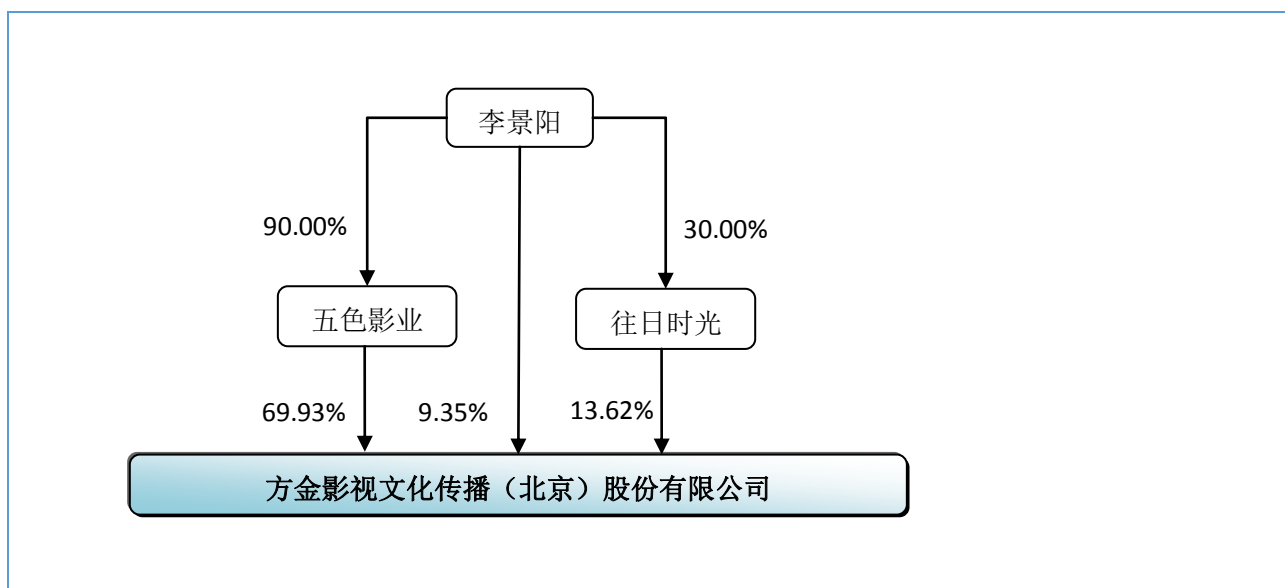 李景阳
90.00%
30.00%
五色影业
往日时光
69.93%
9.35%
13.62%
方金影视文化传播（北京）股份有限公司